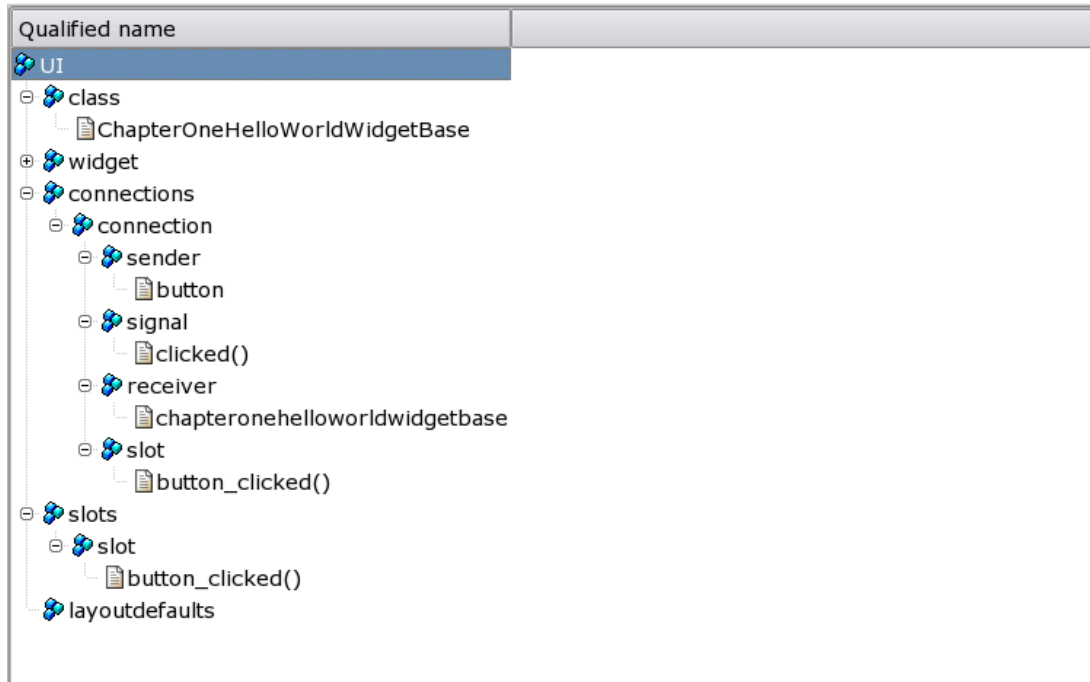 Qualified name
UI
class
ChapterOneHelloWorldWidgetBase
widget
connections
connection
sender
button
signal
clicked()
receiver
chapteronehelloworldwidgetbase
slot
button_clicked()
slots
slot
button_clicked()
layoutdefaults